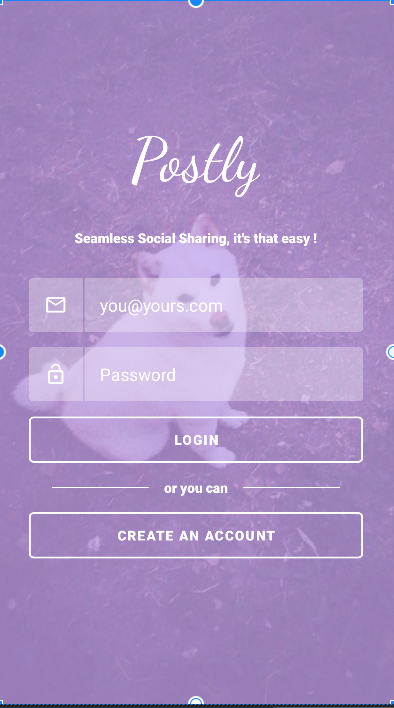 Postly
Seamless Social Sharing, it's that easy !
you@yours.com
Password
LOGIN
or you can
CREATE AN ACCOUNT